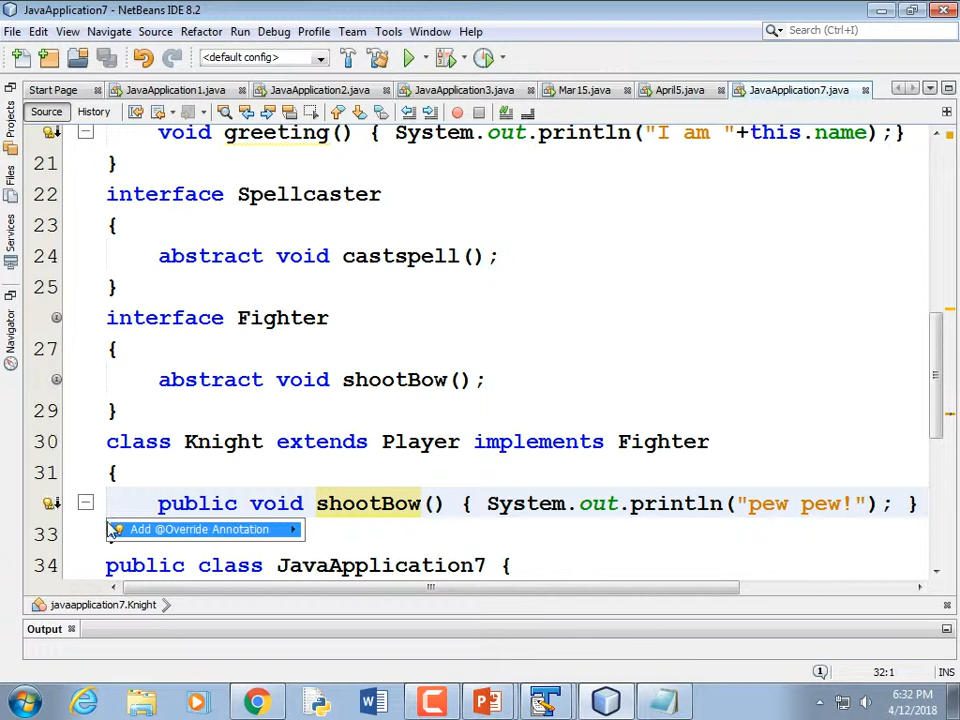 JavaApplication7 - NetBeans IDE 8.2
File Edit View Navigate Source Refactor Run Debug Profile Team Tools Window Help
Search (Ctrl+I)
<default config>
Start Page JavaApplication1.java JavaApplication2.java JavaApplication3.java Mar15.java April5.java JavaApplication7.java
Source History
Projects
Files
Services
Navigator
void greeting() { System.out.println("I am "+this.name);}
21 }
22 interface Spellcaster
23 {
24 abstract void castspell();
25 }
interface Fighter
27 {
abstract void shootBow();
29 }
30 class Knight extends Player implements Fighter
31 {
public void shootBow() { System.out.println("pew pew!"); }
Add @Override Annotation
33
34 public class JavaApplication7 {
javaapplication7.Knight
Output
1 32:1 INS
6:32 PM
4/12/2018